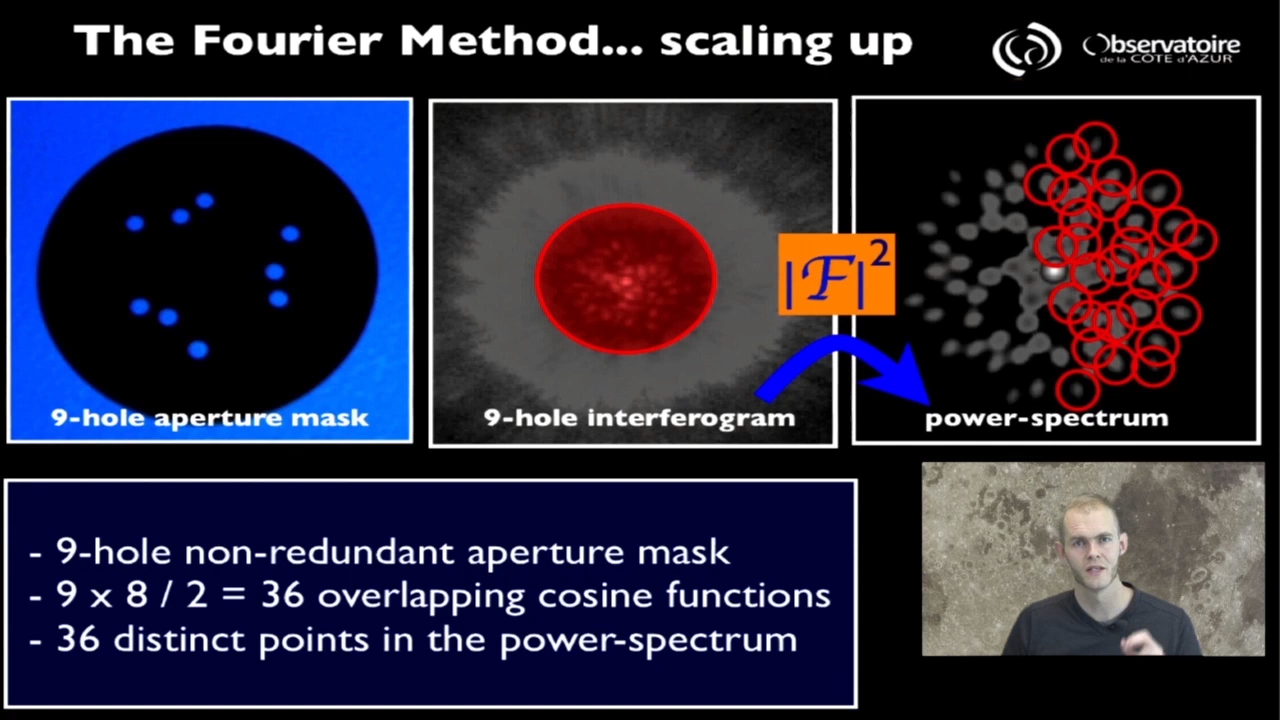 The Fourier Method... scaling up
Observatoire
de la CÔTE d'AZUR
9-hole aperture mask
9-hole interferogram
|ℱ|²
power-spectrum
- 9-hole non-redundant aperture mask
- 9 x 8 / 2 = 36 overlapping cosine functions
- 36 distinct points in the power-spectrum